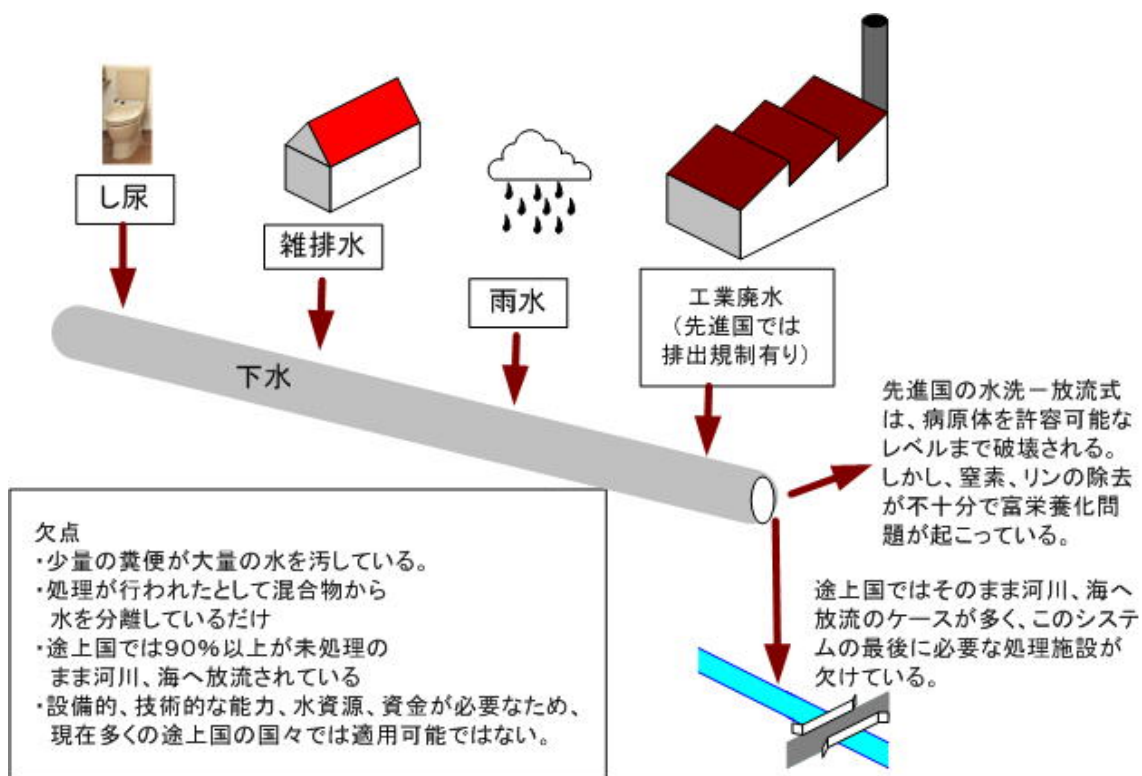 し尿
雑排水
雨水
工業廃水
（先進国では
排出規制有り）
下水
先進国の水洗－放流式
は、病原体を許容可能な
レベルまで破壊される。
しかし、窒素、リンの除去
が不十分で富栄養化問
題が起こっている。
途上国ではそのまま河川、海へ
放流のケースが多く、このシステ
ムの最後に必要な処理施設が
欠けている。
欠点
・少量の糞便が大量の水を汚している。
・処理が行われたとして混合物から
水を分離しているだけ
・途上国では90％以上が未処理の
まま河川、海へ放流されている
・設備的、技術的な能力、水資源、資金が必要なため、
現在多くの途上国の国々では適用可能ではない。